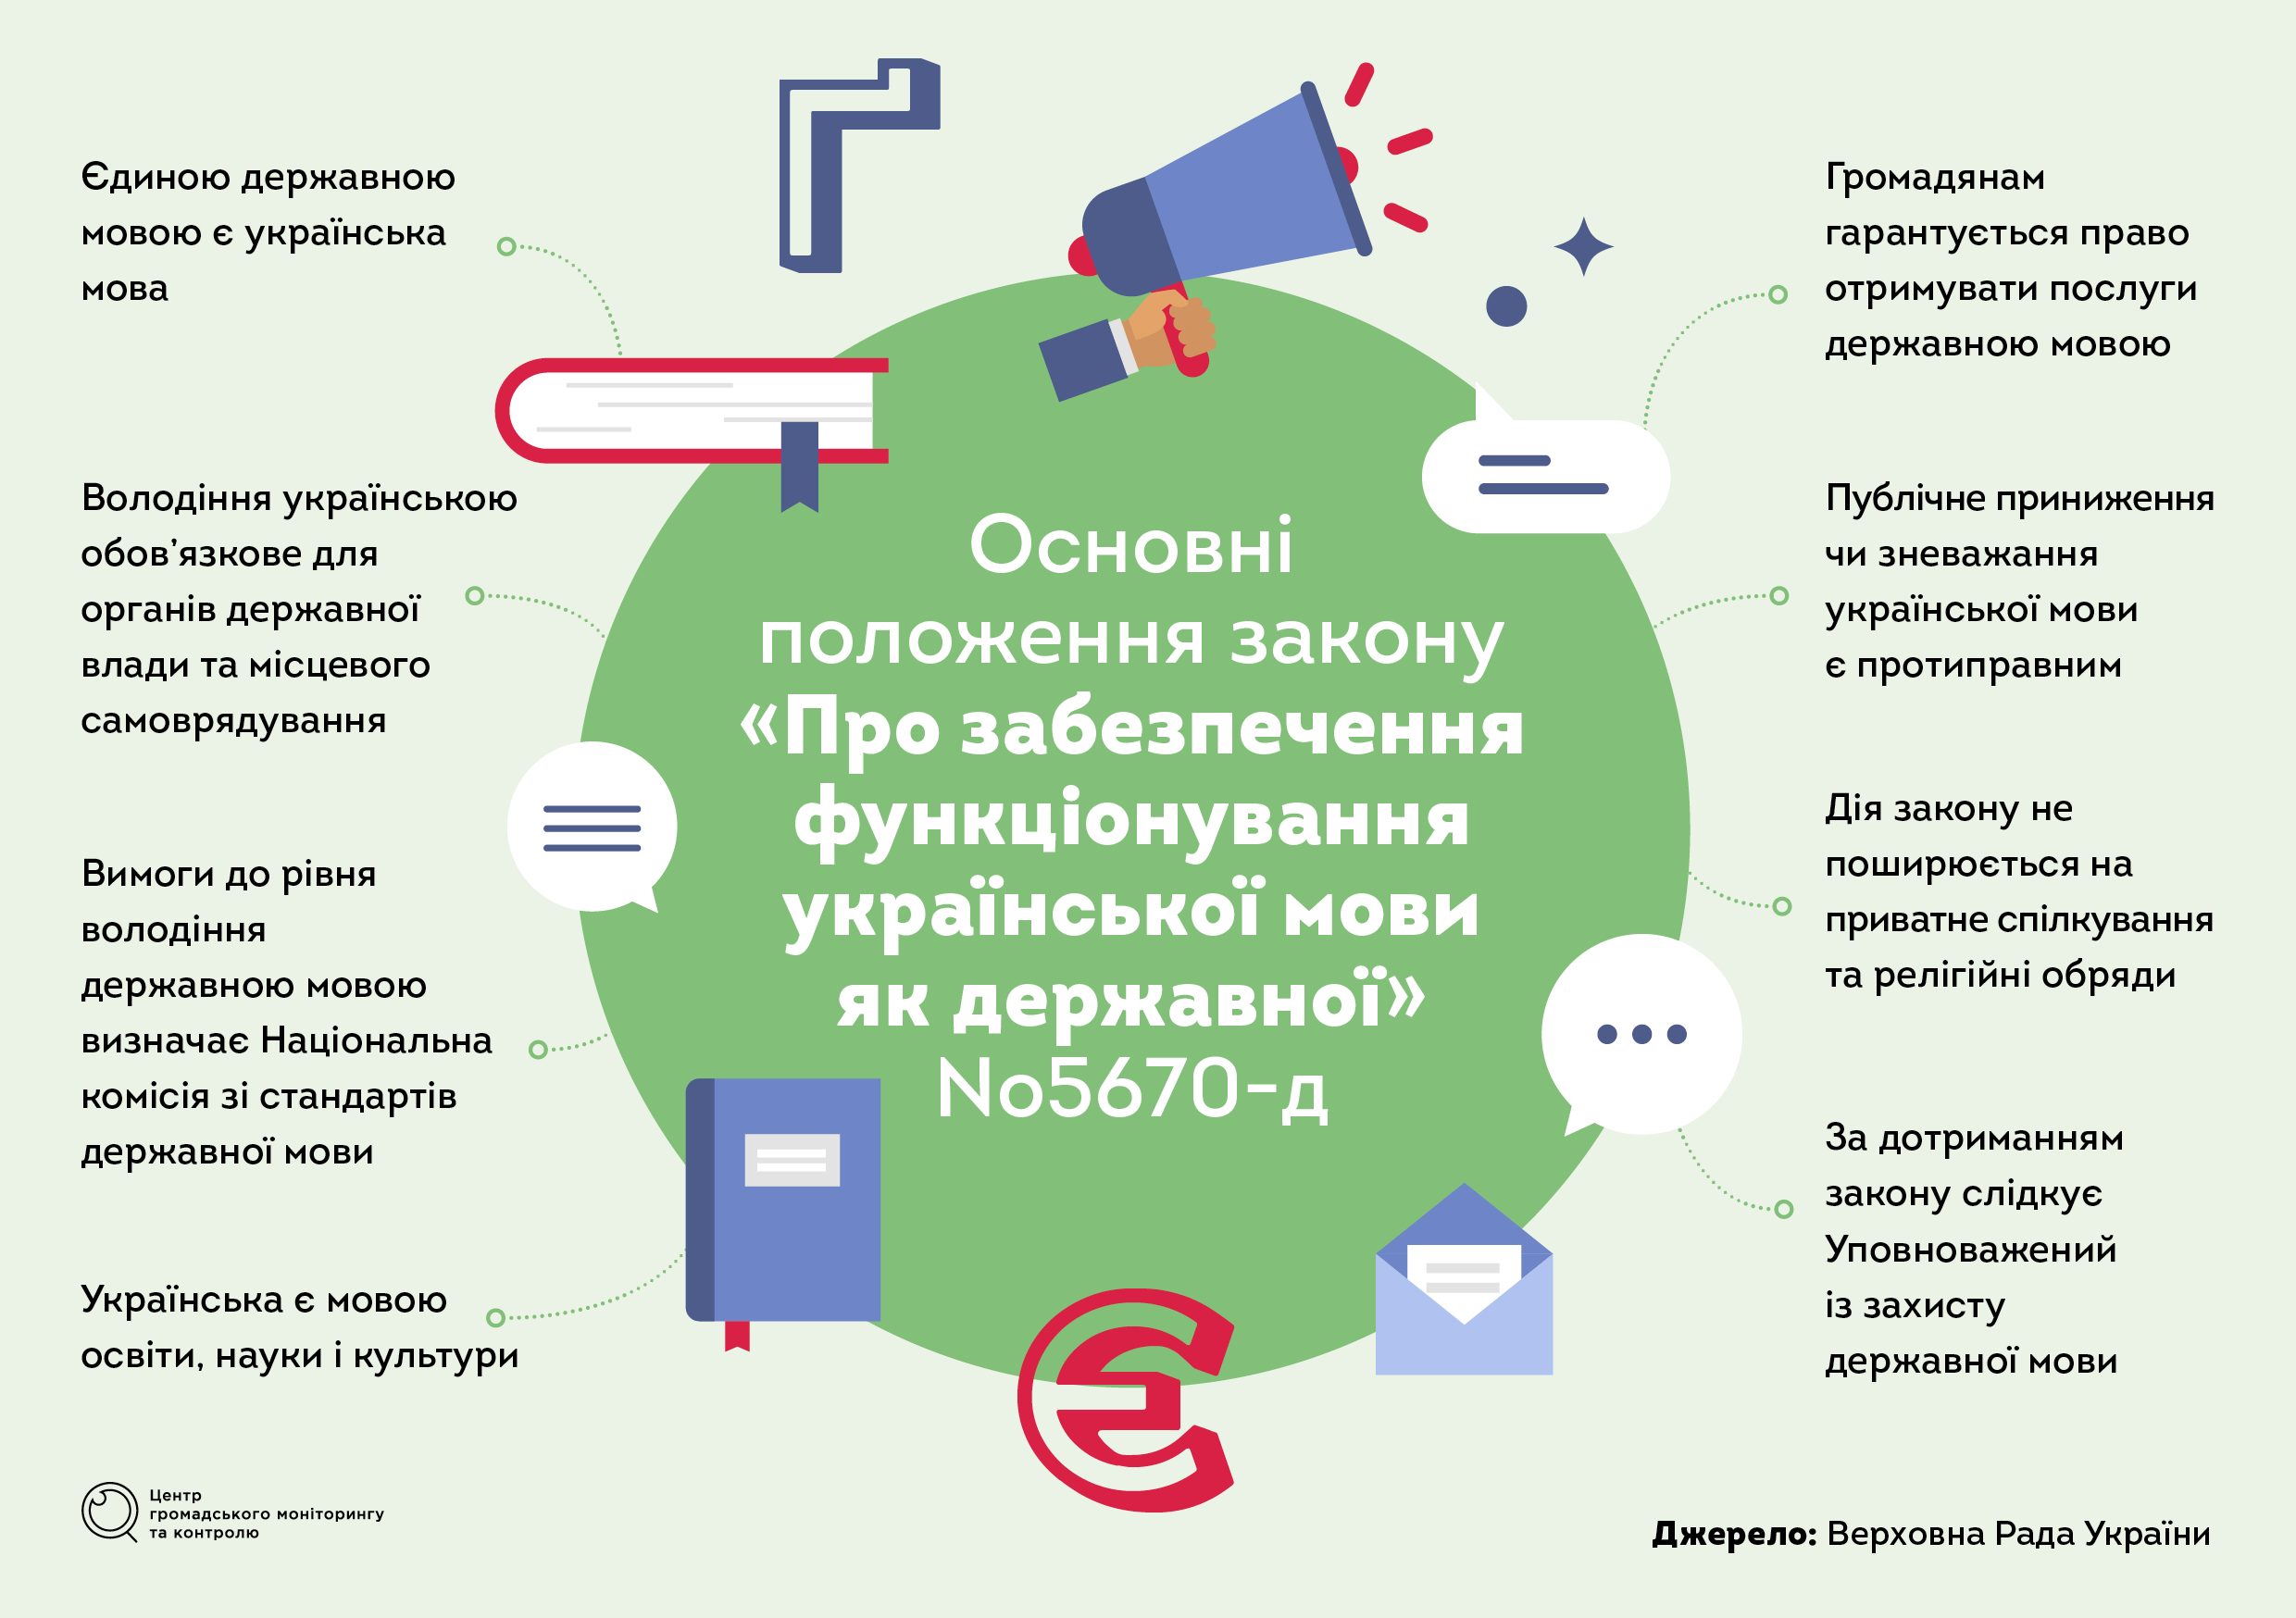 Ґ
Єдиною державною
мовою є українська
мова
Володіння українською
обов’язкове для
органів державної
влади та місцевого
самоврядування
Вимоги до рівня
володіння
державною мовою
визначає Національна
комісія зі стандартів
державної мови
Українська є мовою
освіти, науки і культури
Основні
положення закону
«Про забезпечення
функціонування
української мови
як державної»
No5670-д
Громадянам
гарантується право
отримувати послуги
державною мовою
Публічне приниження
чи зневажання
української мови
є протиправним
Дія закону не
поширюється на
приватне спілкування
та релігійні обряди
За дотриманням
закону слідкує
Уповноважений
із захисту
державної мови
Є
Центр
громадського моніторингу
та контролю
Джерело: Верховна Рада України